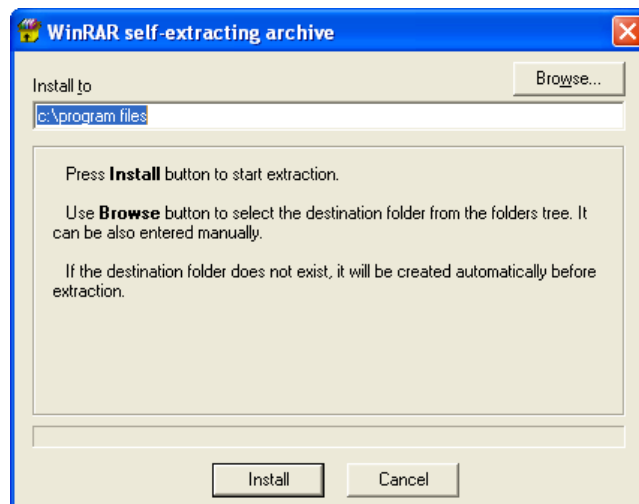 WinRAR self-extracting archive
Install to
Browse...
c:\program files
Press Install button to start extraction.
Use Browse button to select the destination folder from the folders tree. It
can be also entered manually.
If the destination folder does not exist, it will be created automatically before
extraction.
Install
Cancel